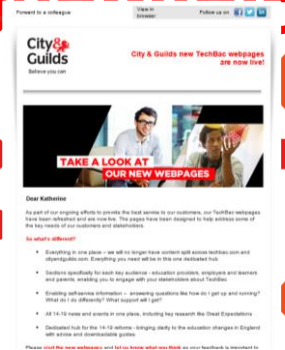 Forward to a colleague
View in
browser
Follow us on
City&
Guilds
Believe you can
City & Guilds new TechBac webpages
are now live!
TAKE A LOOK AT
OUR NEW WEBPAGES
Dear Katherine
As part of our ongoing efforts to provide the best service to our customers, our TechBac webpages
have been refreshed and are now live. The pages have been designed to help address some of
the key needs of our customers and stakeholders.
So what's different?
• Everything in one place – we will no longer have content split across techbac.com and
cityandguilds.com. Everything you need will be in this one dedicated hub
• Sections specifically for each key audience - education providers, employers and learners
and parents, enabling you to engage with your stakeholders about TechBac
• Enabling self-service information – answering questions like how do I get up and running?
What do I do differently? What support will I get?
• All 14-19 news and events in one place, including key research like Great Expectations
• Dedicated hub for the 14-19 reforms - bringing clarity to the education changes in England
with advice and downloadable guides.
Please visit the new webpages and let us know what you think as your feedback is important to